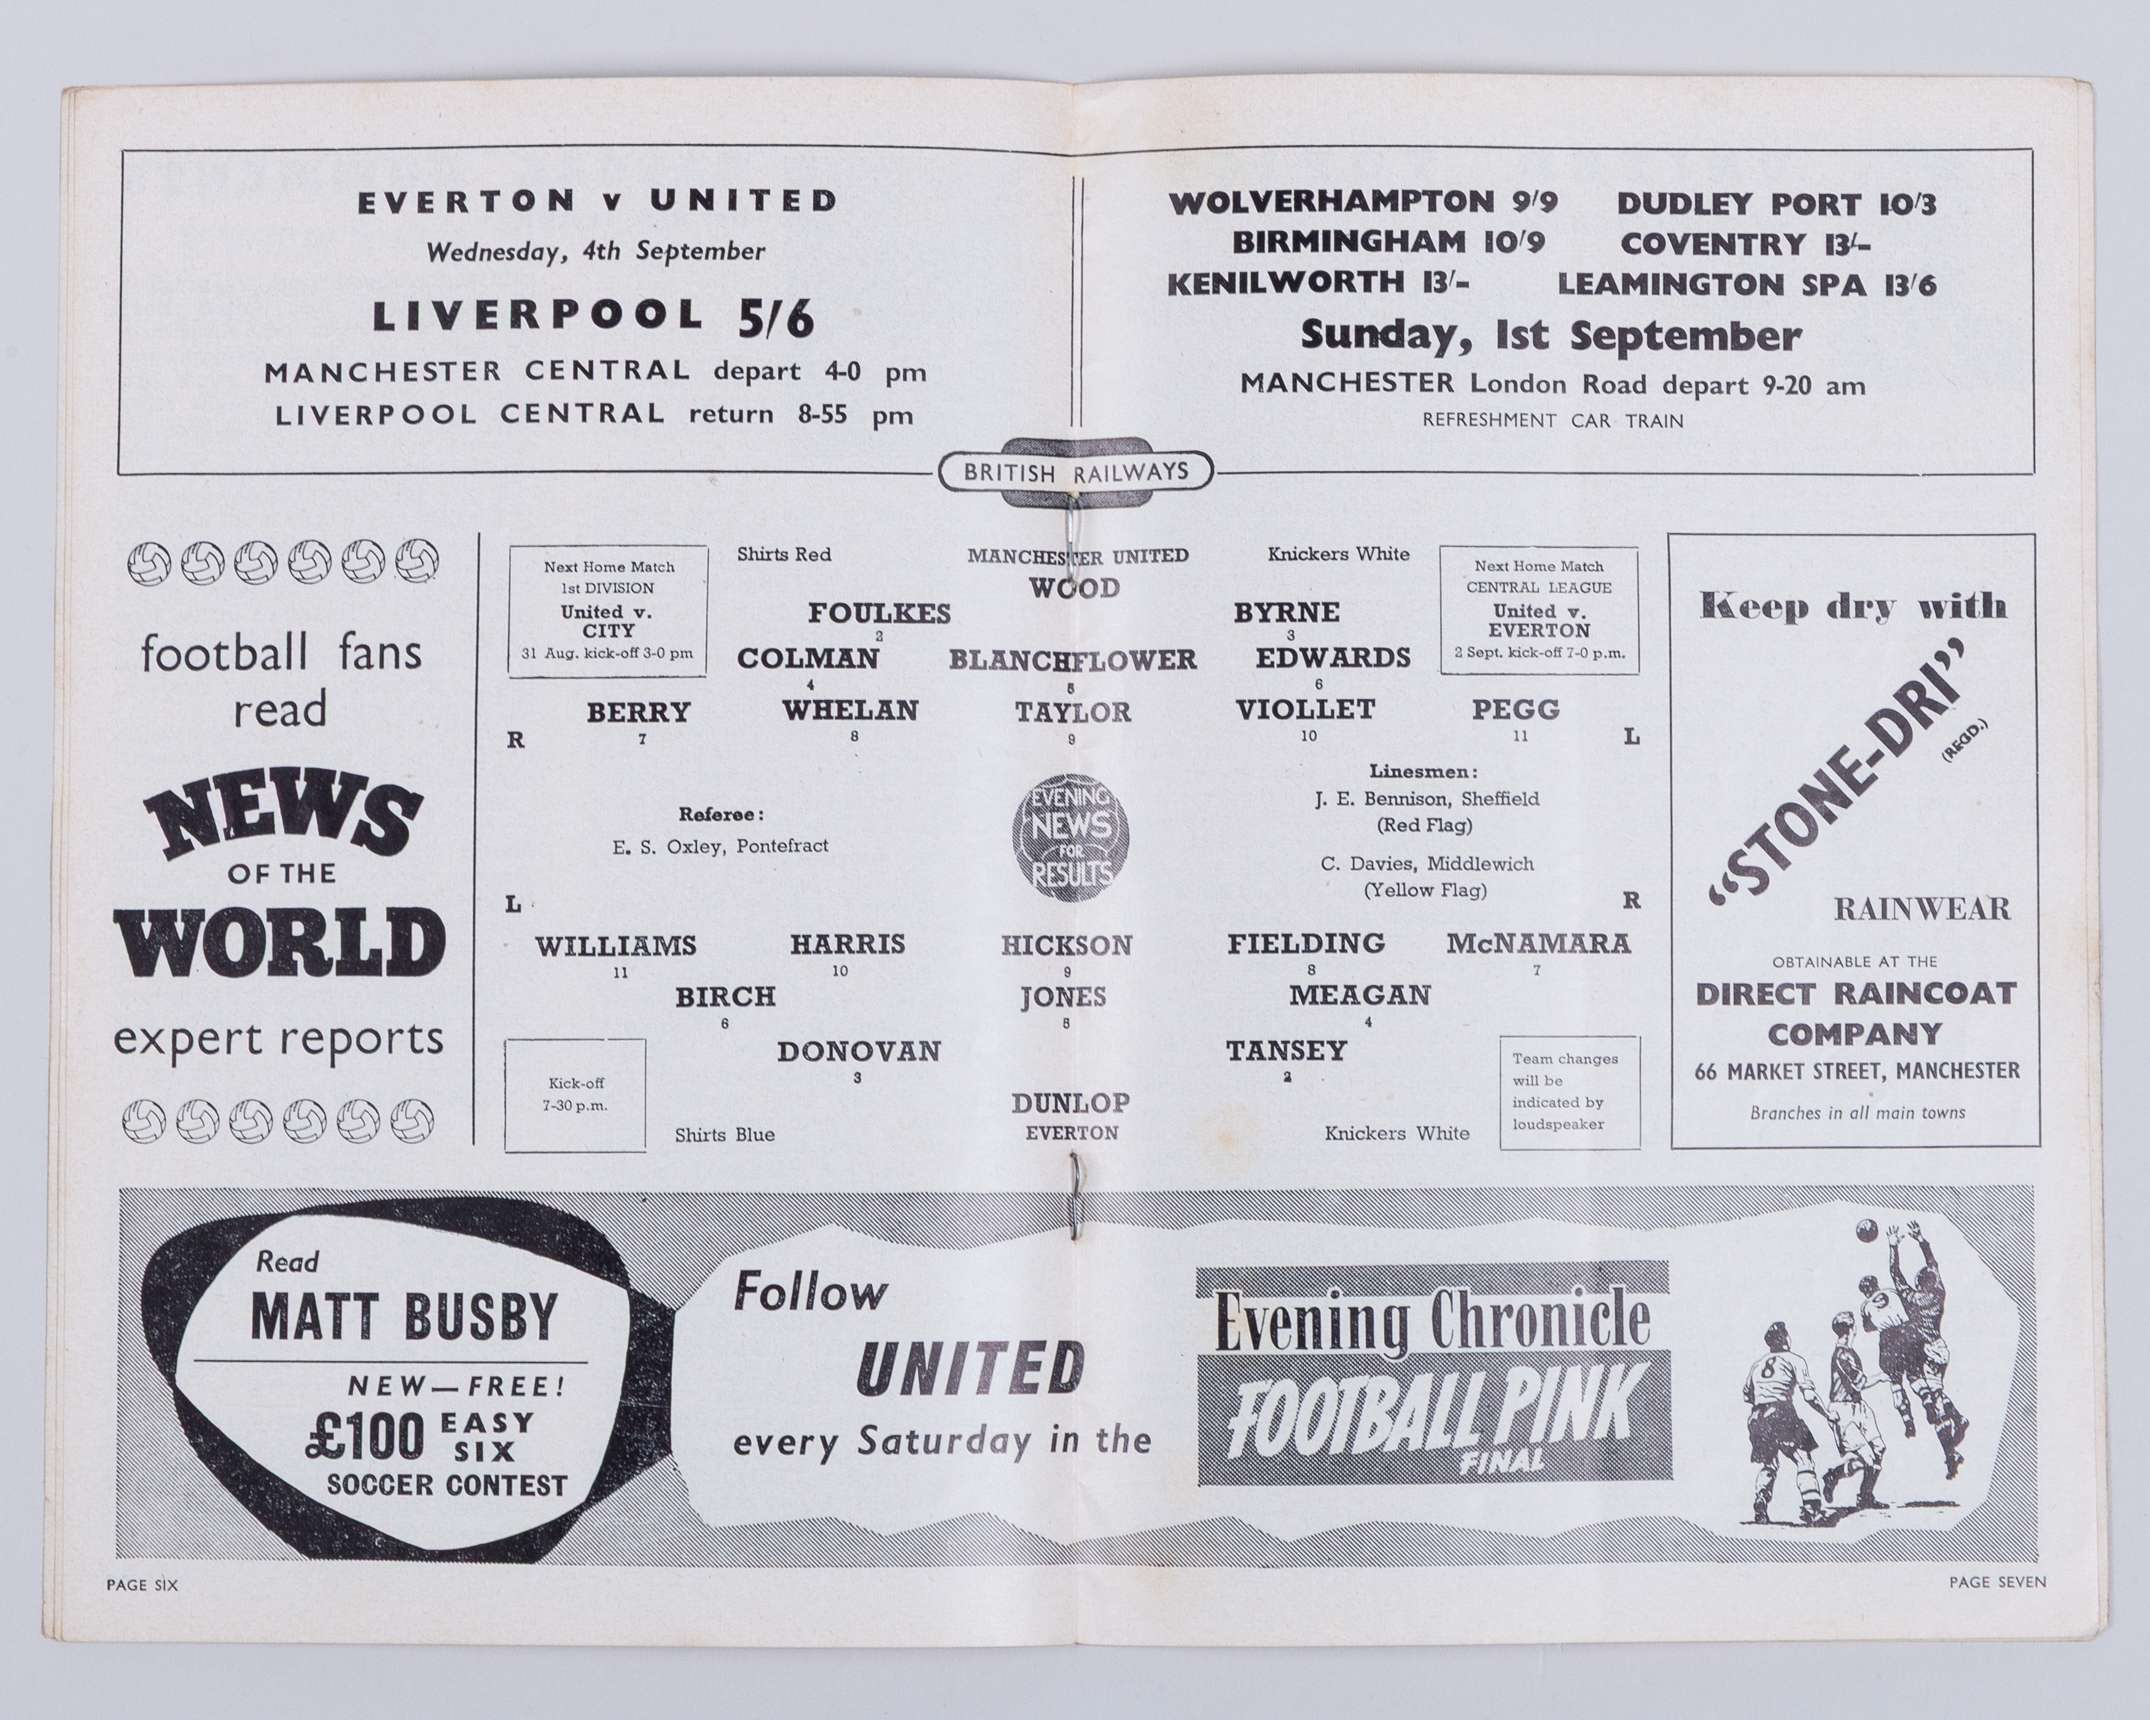 EVERTON v UNITED
Wednesday, 4th September
LIVERPOOL 5/6
MANCHESTER CENTRAL depart 4-0 pm
LIVERPOOL CENTRAL return 8-55 pm
WOLVERHAMPTON 9/9 DUDLEY PORT 10/3
BIRMINGHAM 10/9 COVENTRY 13/-
KENILWORTH 13/- LEAMINGTON SPA 13/6
Sunday, 1st September
MANCHESTER London Road depart 9-20 am
REFRESHMENT CAR TRAIN
BRITISH RAILWAYS
football fans
read
NEWS
OF THE
WORLD
expert reports
Next Home Match
1st DIVISION
United v.
CITY
31 Aug. kick-off 3-0 pm
Shirts Red
MANCHESTER UNITED
Knickers White
Next Home Match
CENTRAL LEAGUE
United v.
EVERTON
2 Sept. kick-off 7-0 p.m.
WOOD
FOULKES BYRNE
2 3
COLMAN BLANCHFLOWER EDWARDS
4 5 6
BERRY WHELAN TAYLOR VIOLLET PEGG
R 7 8 9 10 11 L
Referee:
E. S. Oxley, Pontefract
EVENING
NEWS
FOR
RESULTS
Linesmen:
J. E. Bennison, Sheffield
(Red Flag)
C. Davies, Middlewich
(Yellow Flag)
L R
WILLIAMS HARRIS HICKSON FIELDING McNAMARA
11 10 9 8 7
BIRCH JONES MEAGAN
6 5 4
DONOVAN TANSEY
3 2
DUNLOP
EVERTON
Kick-off
7-30 p.m.
Shirts Blue
Knickers White
Team changes
will be
indicated by
loudspeaker
Keep dry with
"STONE-DRI"
(REGD.)
RAINWEAR
OBTAINABLE AT THE
DIRECT RAINCOAT
COMPANY
66 MARKET STREET, MANCHESTER
Branches in all main towns
Read
MATT BUSBY
NEW—FREE!
£100 EASY
SIX
SOCCER CONTEST
Follow
UNITED
every Saturday in the
Evening Chronicle
FOOTBALL PINK
FINAL
8
9
PAGE SIX
PAGE SEVEN